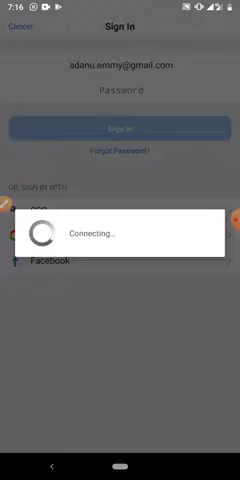 7:16
Cancel
Sign In
adanu.emmy@gmail.com
Password
Sign in
Forgot Password?
OR, SIGN IN WITH
Connecting..
Facebook